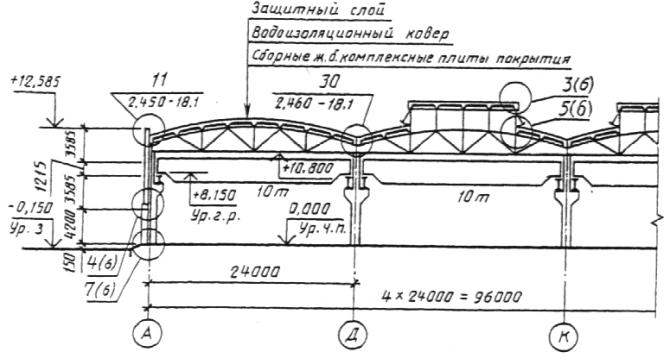 Защитный слой
Водоизоляционный ковер
Сборные ж.б.комплексные плиты покрытия
+12,585
11
2.450-18.1
30
2.460-18.1
3(б)
5(б)
3585
1215
3585
4200
150
+10.800
+8.150
Ур.г.р.
10т
10т
-0,150
Ур. з
0,000
Ур.ч.п.
4(б)
7(б)
24000
4 × 24000 = 96000
А
Д
К